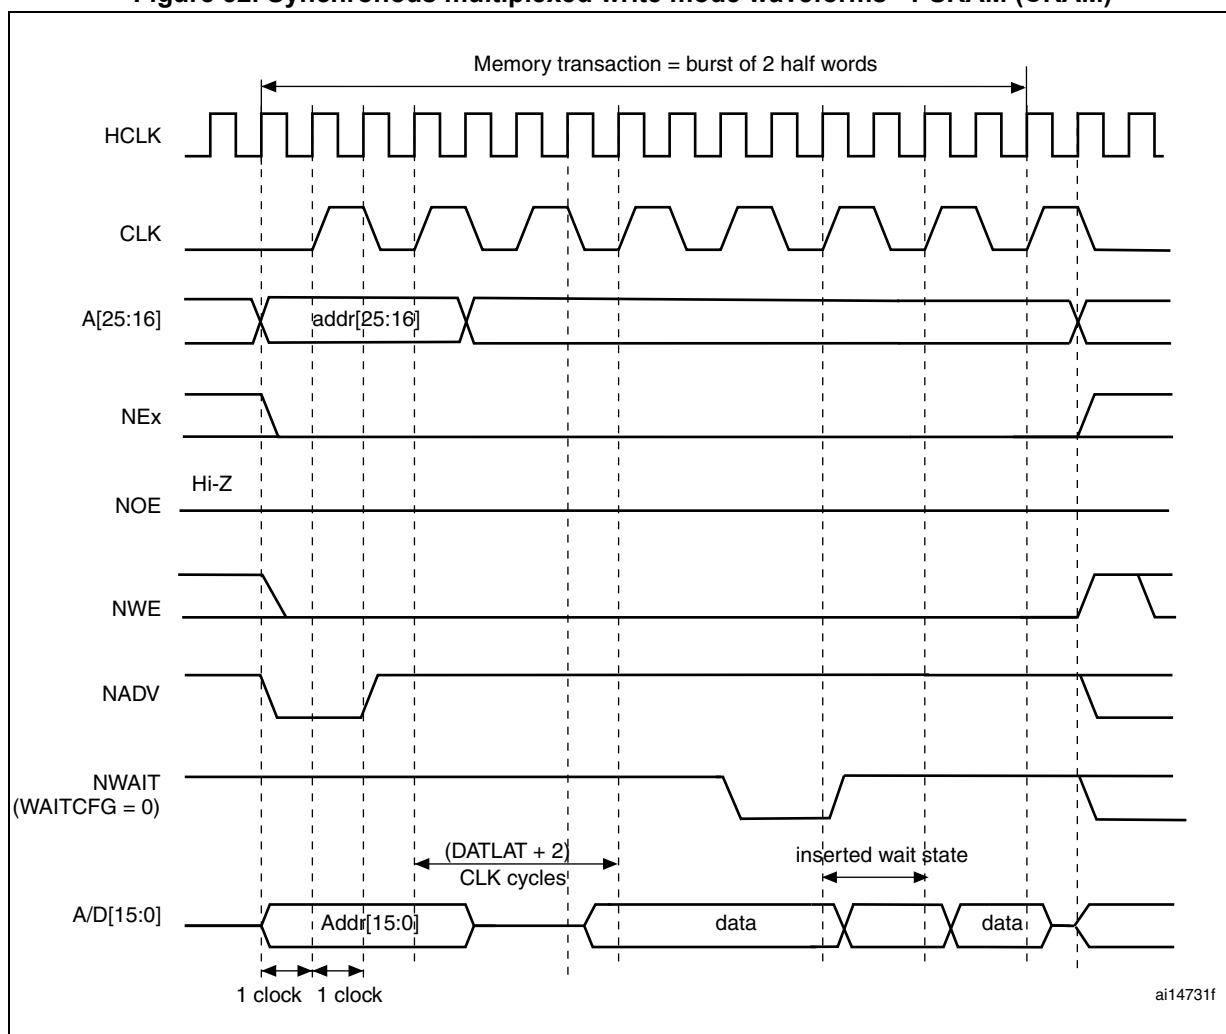 Memory transaction = burst of 2 half words
HCLK
CLK
A[25:16]
addr[25:16]
NEx
Hi-Z
NOE
NWE
NADV
NWAIT
(WAITCFG = 0)
(DATLAT + 2)
CLK cycles
inserted wait state
A/D[15:0]
Addr[15:0]
data
data
1 clock 1 clock
ai14731f